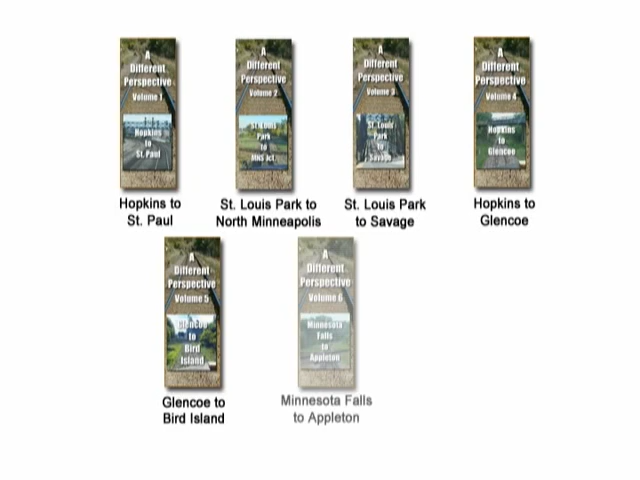 A
Different
Perspective
Volume 1
Hopkins
to
St. Paul
Hopkins to
St. Paul
A
Different
Perspective
Volume 2
St. Louis
Park
to
MNS Jct.
St. Louis Park to
North Minneapolis
A
Different
Perspective
Volume 3
St. Louis
Park
to
Savage
St. Louis Park
to Savage
A
Different
Perspective
Volume 4
Hopkins
to
Glencoe
Hopkins to
Glencoe
A
Different
Perspective
Volume 5
Glencoe
to
Bird
Island
Glencoe to
Bird Island
A
Different
Perspective
Volume 6
Minnesota
Falls
to
Appleton
Minnesota Falls
to Appleton